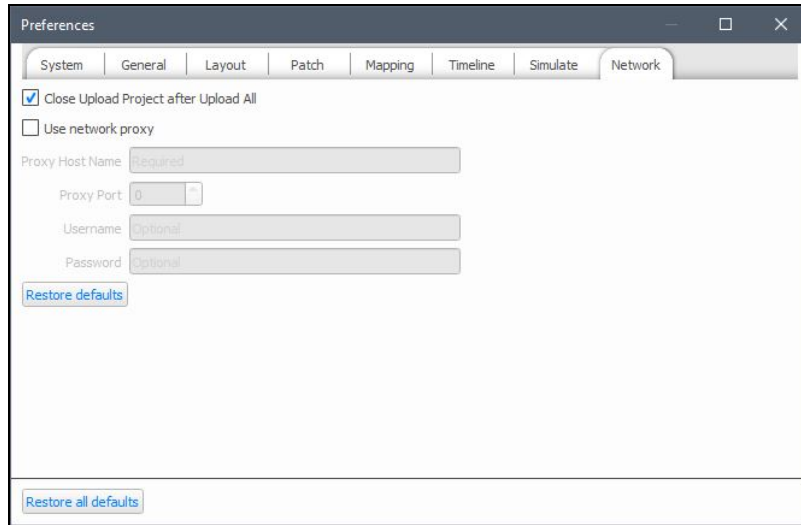 Preferences
System General Layout Patch Mapping Timeline Simulate Network
Close Upload Project after Upload All
Use network proxy
Proxy Host Name Required
Proxy Port 0
Username Optional
Password Optional
Restore defaults
Restore all defaults